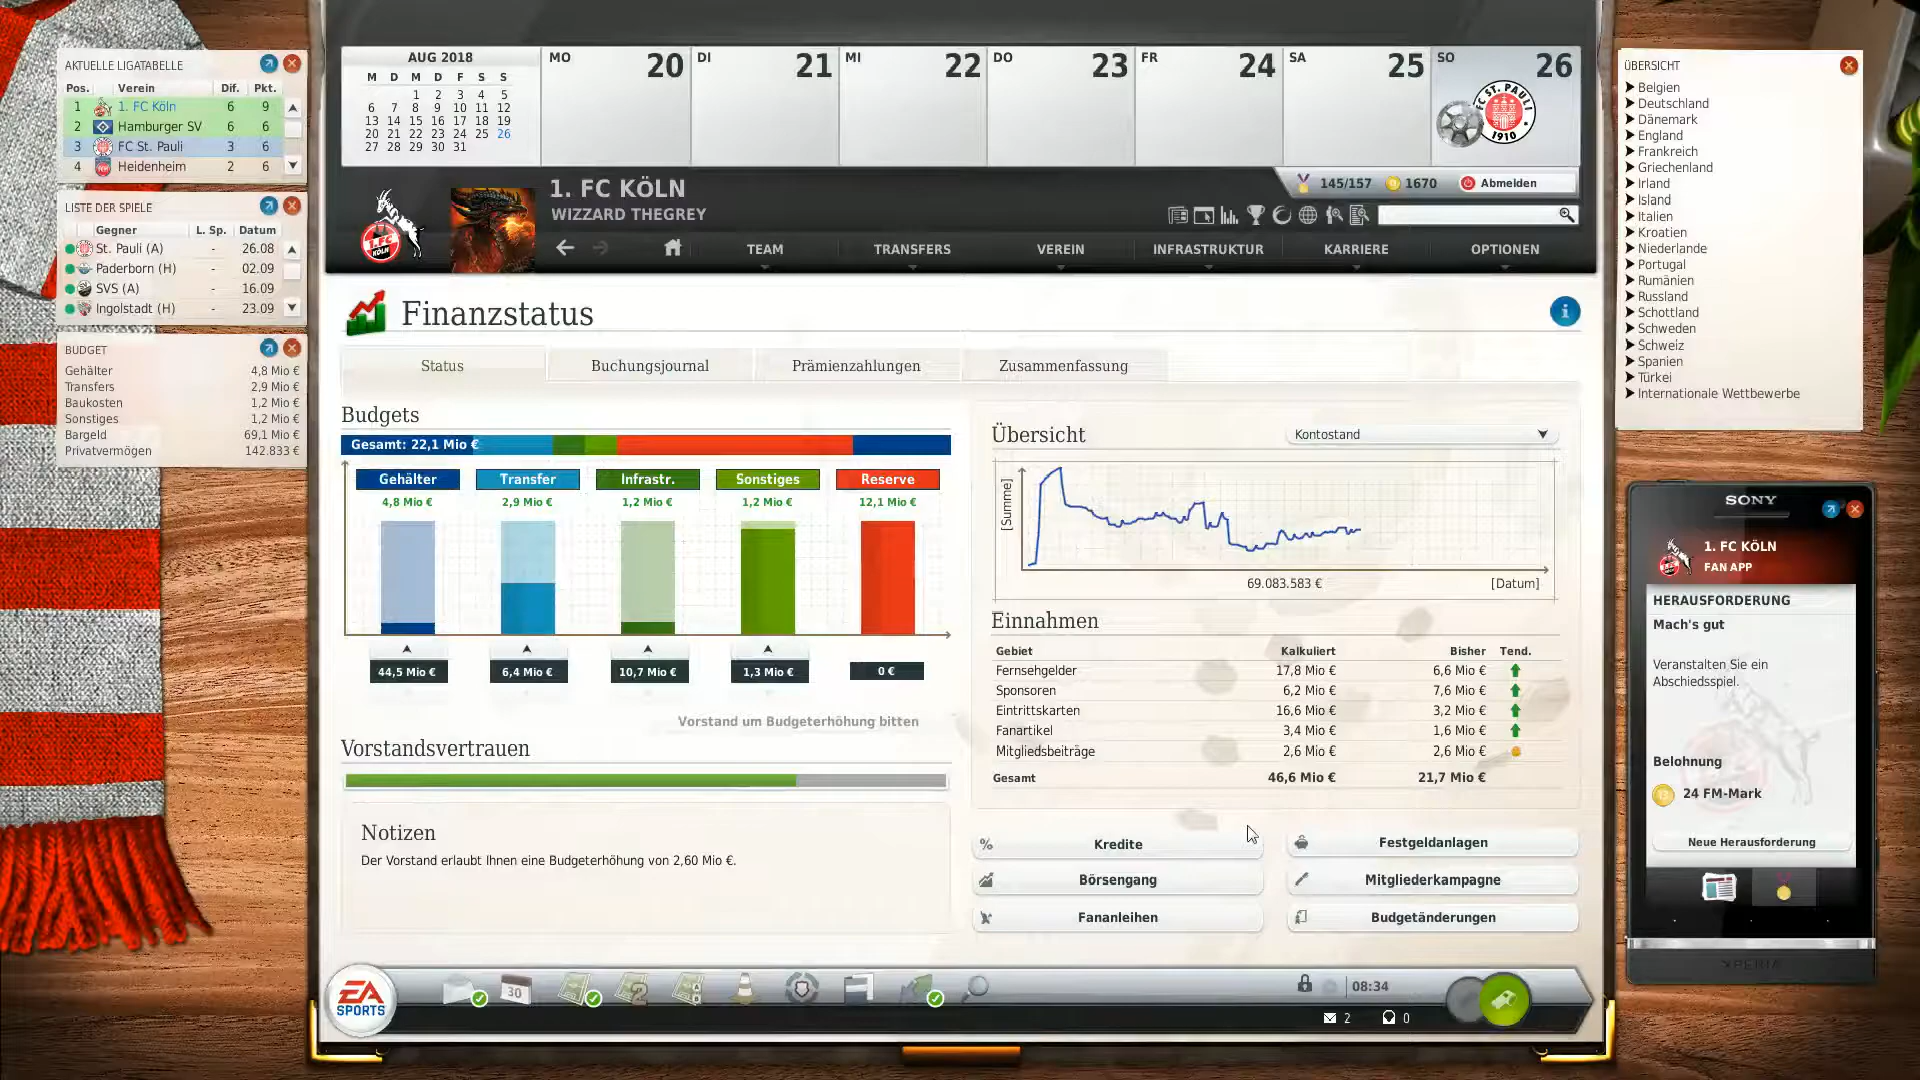 AKTUELLE LIGATABELLE
Pos. Verein Dif. Pkt.
1 1. FC Köln 6 9
2 Hamburger SV 6 6
3 FC St. Pauli 3 6
4 Heidenheim 2 6
LISTE DER SPIELE
Gegner L. Sp. Datum
St. Pauli (A) - 26.08
Paderborn (H) - 02.09
SVS (A) - 16.09
Ingolstadt (H) - 23.09
BUDGET
Gehälter 4,8 Mio €
Transfers 2,9 Mio €
Baukosten 1,2 Mio €
Sonstiges 1,2 Mio €
Bargeld 69,1 Mio €
Privatvermögen 142.833 €
AUG 2018
M D M D F S S
1 2 3 4 5
6 7 8 9 10 11 12
13 14 15 16 17 18 19
20 21 22 23 24 25 26
27 28 29 30 31
MO 20 DI 21 MI 22 DO 23 FR 24 SA 25 SO 26
FC ST. PAULI
1910
145/157 1670 Abmelden
1. FC KÖLN
WIZZARD THEGREY
1.FC KÖLN
TEAM TRANSFERS VEREIN INFRASTRUKTUR KARRIERE OPTIONEN
Finanzstatus
Status Buchungsjournal Prämienzahlungen Zusammenfassung
Budgets
Gesamt: 22,1 Mio €
Gehälter Transfer Infrastr. Sonstiges Reserve
4,8 Mio € 2,9 Mio € 1,2 Mio € 1,2 Mio € 12,1 Mio €
44,5 Mio € 6,4 Mio € 10,7 Mio € 1,3 Mio € 0 €
Vorstand um Budgeterhöhung bitten
Vorstandsvertrauen
Notizen
Der Vorstand erlaubt Ihnen eine Budgeterhöhung von 2,60 Mio €.
Übersicht Kontostand
[Summe]
69.083.583 € [Datum]
Einnahmen
Gebiet Kalkuliert Bisher Tend.
Fernsehgelder 17,8 Mio € 6,6 Mio €
Sponsoren 6,2 Mio € 7,6 Mio €
Eintrittskarten 16,6 Mio € 3,2 Mio €
Fanartikel 3,4 Mio € 1,6 Mio €
Mitgliedsbeiträge 2,6 Mio € 2,6 Mio €
Gesamt 46,6 Mio € 21,7 Mio €
% Kredite Festgeldanlagen
Börsengang Mitgliederkampagne
Fananleihen Budgetänderungen
EA SPORTS
30
2
08:34
2 0
ÜBERSICHT
Belgien
Deutschland
Dänemark
England
Frankreich
Griechenland
Irland
Island
Italien
Kroatien
Niederlande
Portugal
Rumänien
Russland
Schottland
Schweden
Schweiz
Spanien
Türkei
Internationale Wettbewerbe
SONY
1. FC KÖLN
FAN APP
HERAUSFORDERUNG
Mach's gut
Veranstalten Sie ein
Abschiedsspiel.
Belohnung
24 FM-Mark
Neue Herausforderung
XPERIA